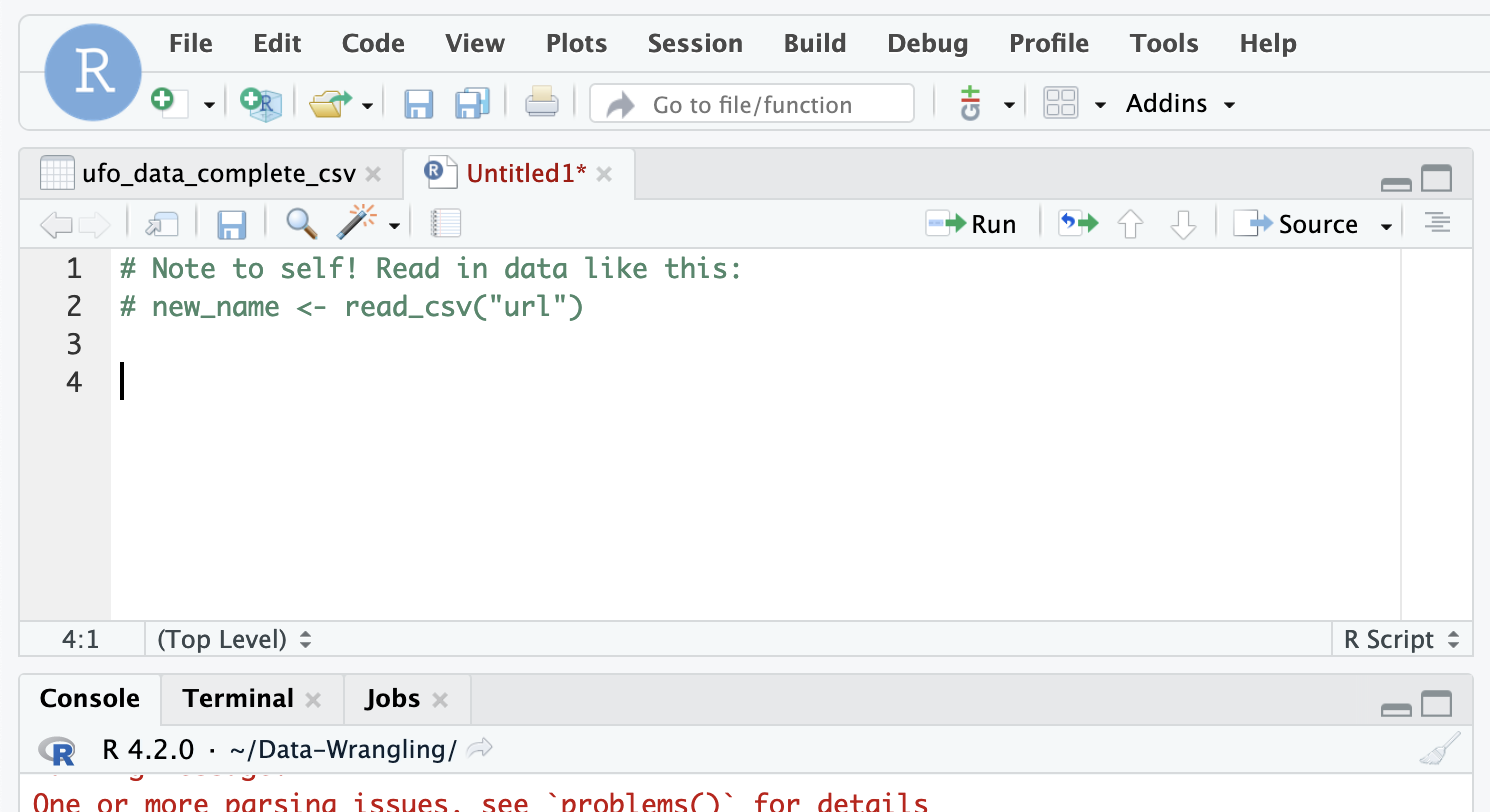 R
File Edit Code View Plots Session Build Debug Profile Tools Help
R Go to file/function Addins
ufo_data_complete_csv R Untitled1*
Run Source
1 # Note to self! Read in data like this:
2 # new_name <- read_csv("url")
3
4
4:1 (Top Level) R Script
Console Terminal Jobs
R R 4.2.0 · ~/Data-Wrangling/
One or more parsing issues, see `problems()` for details